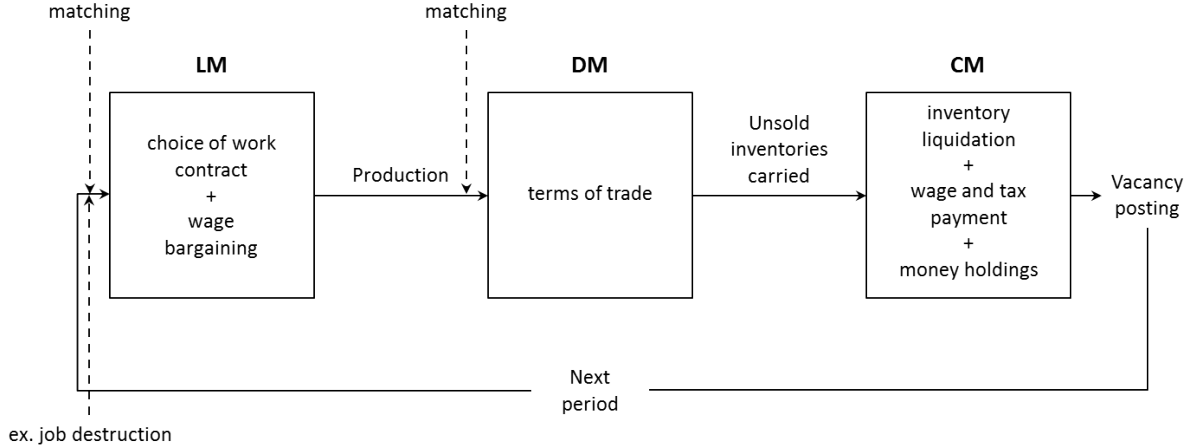 matching
matching
LM
DM
CM
choice of work
contract
+
wage
bargaining
Production
terms of trade
Unsold
inventories
carried
inventory
liquidation
+
wage and tax
payment
+
money holdings
Vacancy
posting
Next
period
ex. job destruction